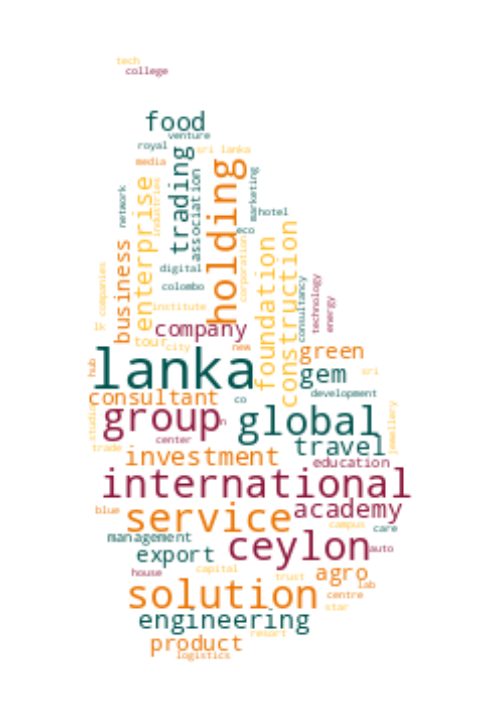 tech
college
food
venture
royal
sri lanka
media
trading
holding
association
marketing
enterprise
industries
network
hotel
eco
business
digital
corporation
foundation
construction
colombo
companies
institute
consultancy
technology
energy
lk
company
tour
city
new
green
lanka
hub
gem
sri
consultant
co
development
group
global
studio
jewellery
center
travel
trade
investment
education
international
blue
service
academy
campus
care
management
export
ceylon
auto
house
capital
trust
agro
lab
solution
centre
star
engineering
resort
product
logistics